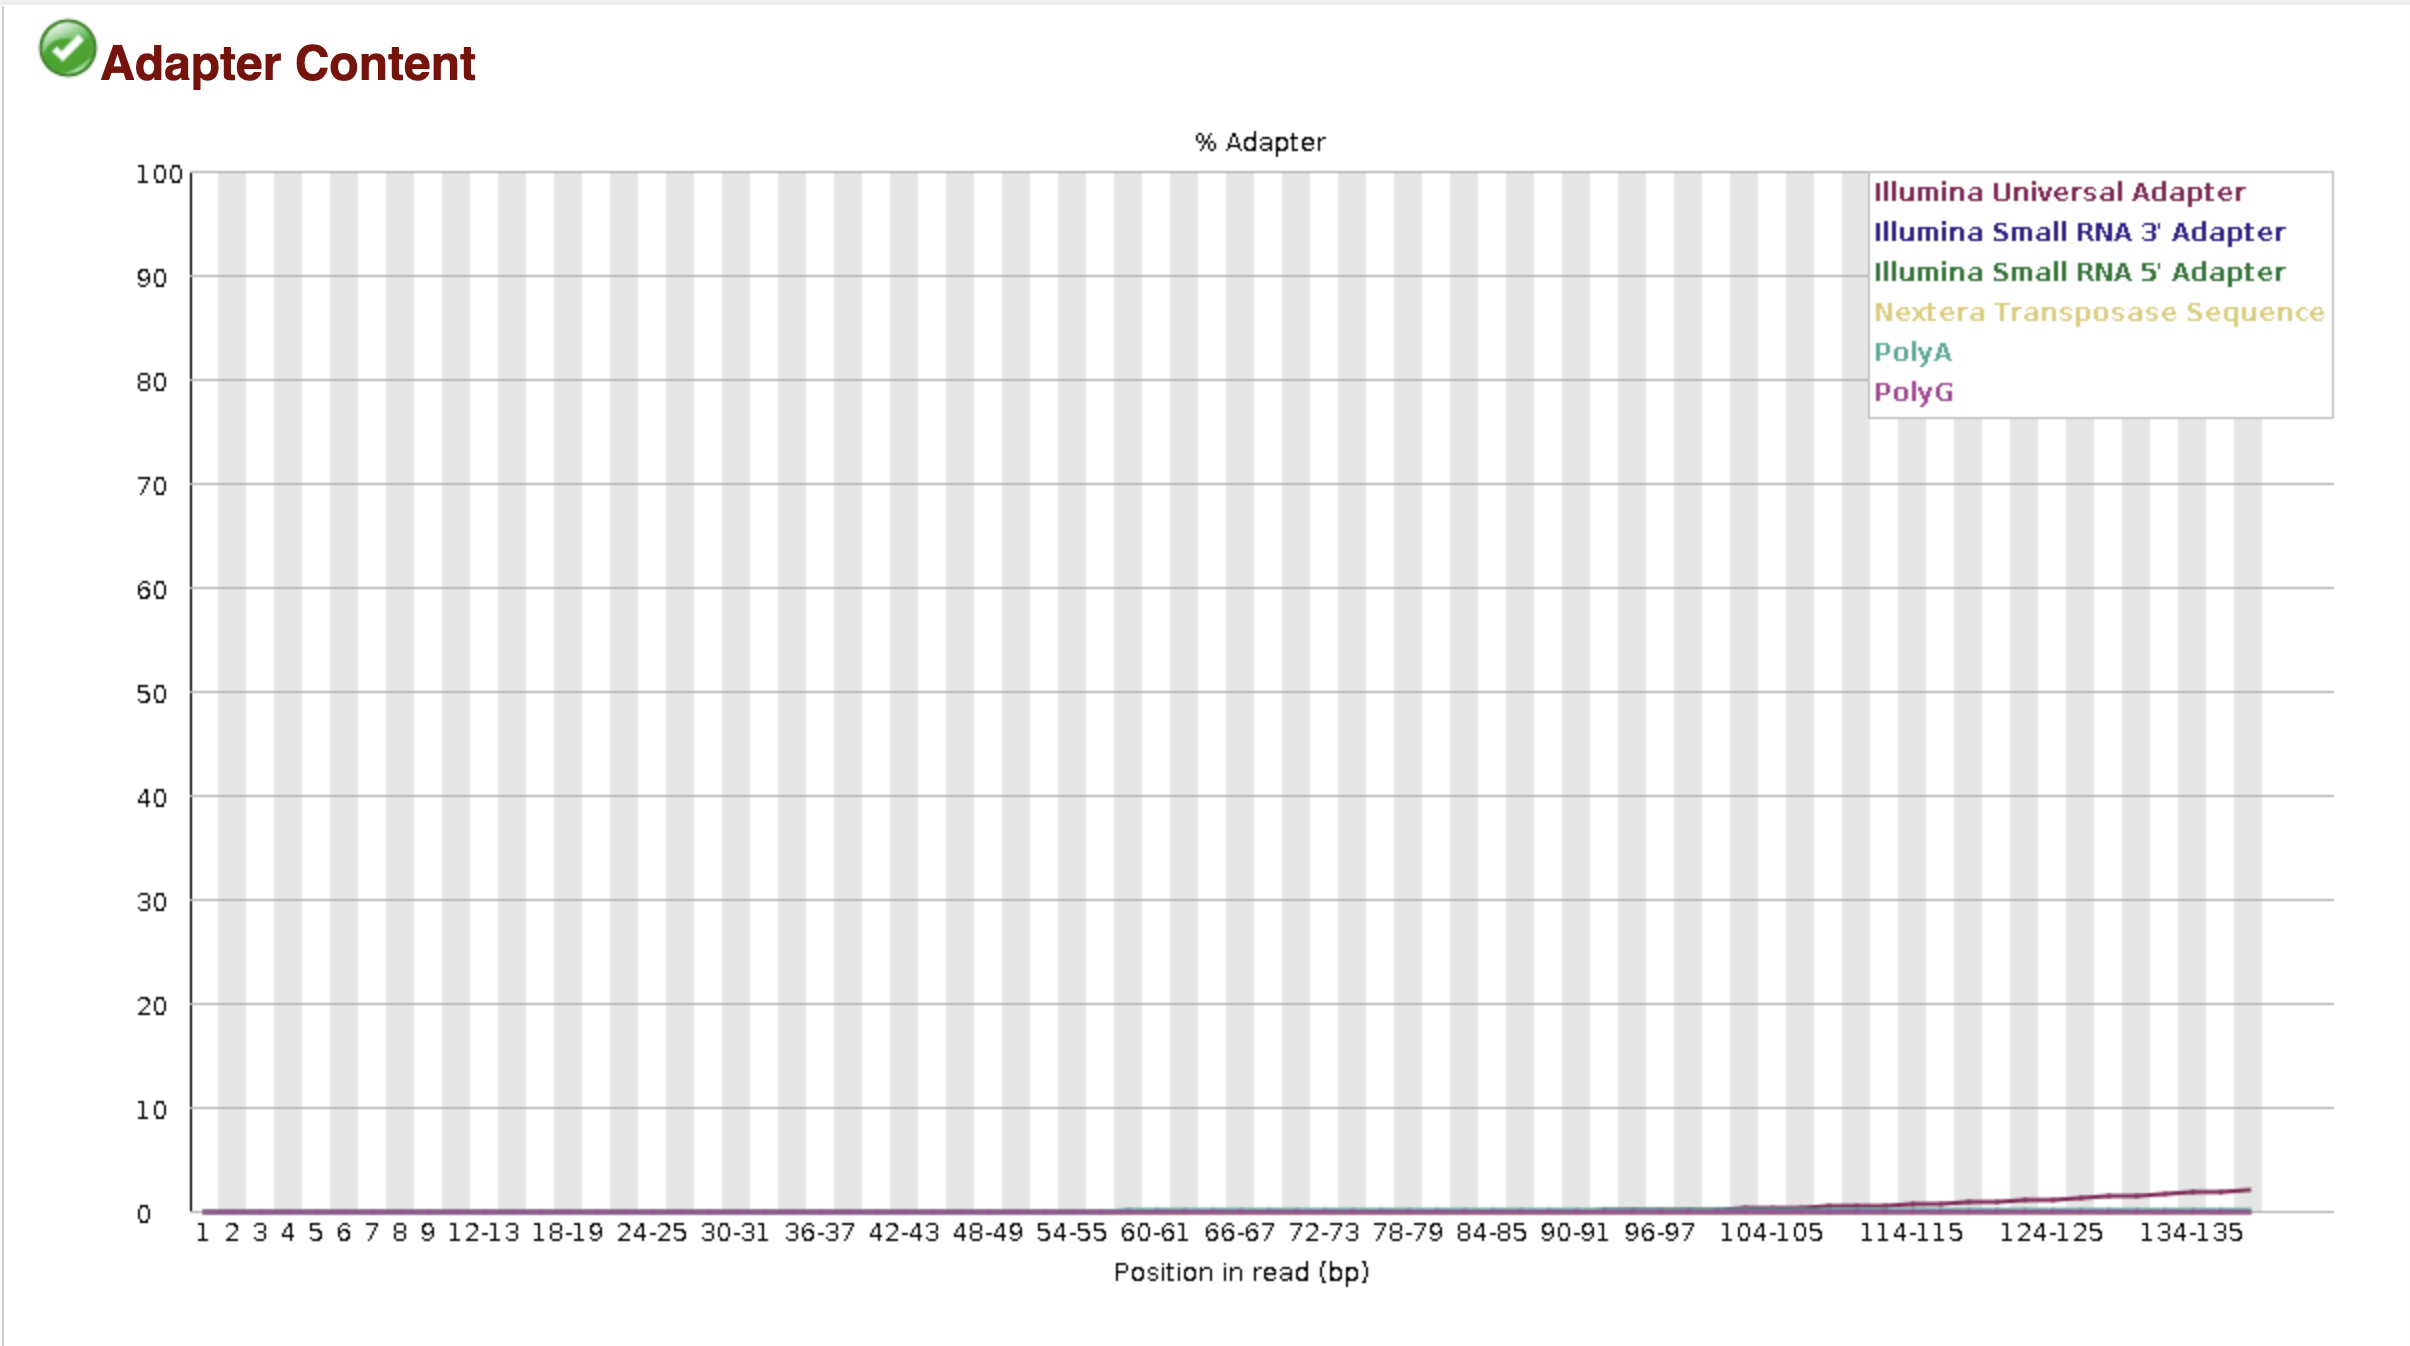 Adapter Content
% Adapter
100
90
80
70
60
50
40
30
20
10
0
Illumina Universal Adapter
Illumina Small RNA 3' Adapter
Illumina Small RNA 5' Adapter
Nextera Transposase Sequence
PolyA
PolyG
1 2 3 4 5 6 7 8 9 12-13 18-19 24-25 30-31 36-37 42-43 48-49 54-55 60-61 66-67 72-73 78-79 84-85 90-91 96-97 104-105 114-115 124-125 134-135
Position in read (bp)